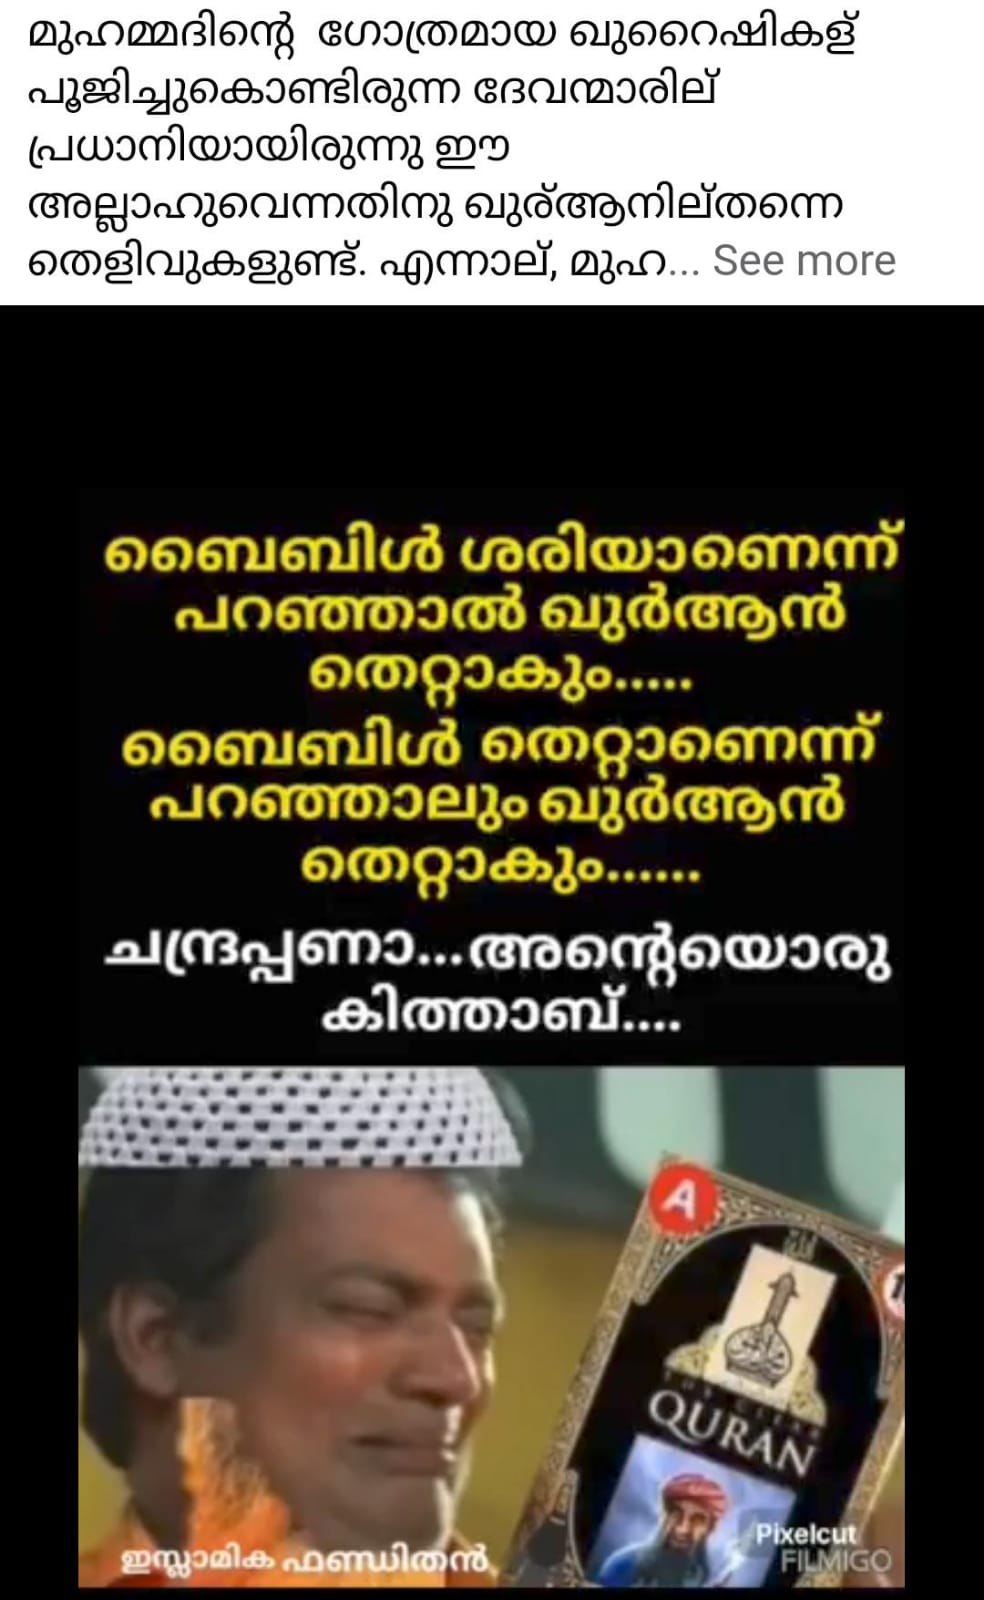 മുഹമ്മദിന്റെ ഗോത്രമായ ഖുറൈഷികള്
പൂജിച്ചുകൊണ്ടിരുന്ന ദേവന്മാരില്
പ്രധാനിയായിരുന്നു ഈ
അല്ലാഹുവെന്നതിനു ഖുര്ആനില്തന്നെ
തെളിവുകളുണ്ട്. എന്നാല്, മുഹ... See more
ബൈബിൾ ശരിയാണെന്ന്
പറഞ്ഞാൽ ഖുർആൻ
തെറ്റാകും.....
ബൈബിൾ തെറ്റാണെന്ന്
പറഞ്ഞാലും ഖുർആൻ
തെറ്റാകും......
ചന്ദ്രപ്പണാ...അന്റെയൊരു
കിത്താബ്....
A
QURAN
Pixelcut
FILMIGO
ഇസ്ലാമിക ഫണ്ഡിതൻ